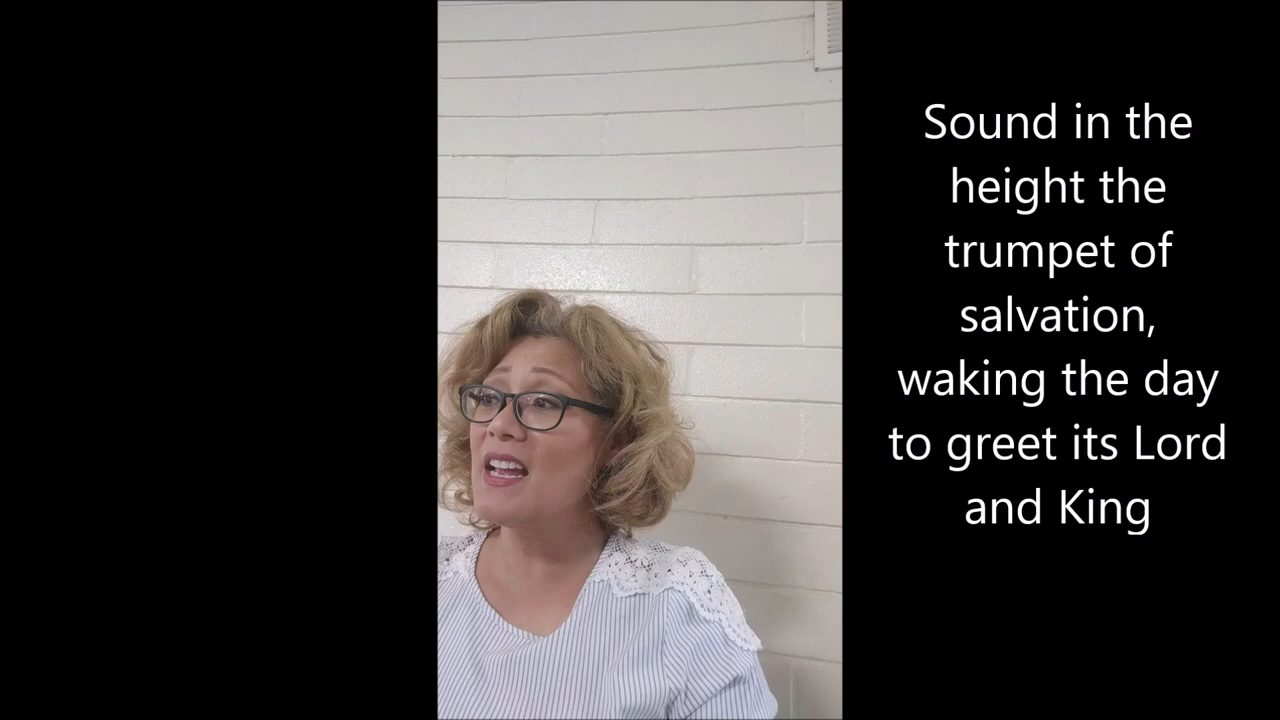 Sound in the
height the
trumpet of
salvation,
waking the day
to greet its Lord
and King